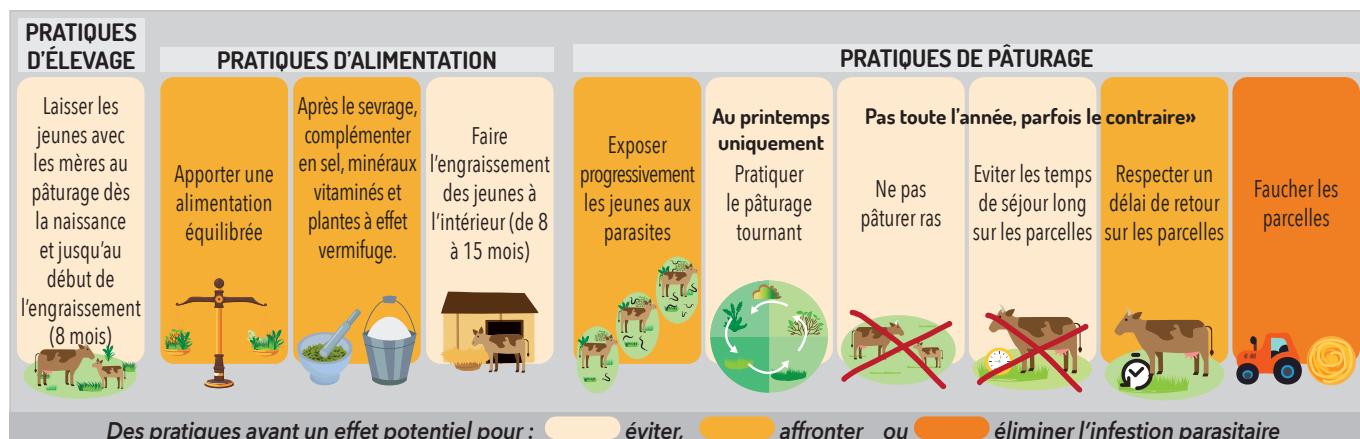 PRATIQUES
D'ÉLEVAGE
Laisser les
jeunes avec
les mères au
pâturage dès
la naissance
et jusqu'au
début de
l'engraissement
(8 mois)
PRATIQUES D'ALIMENTATION
Apporter une
alimentation
équilibrée
Après le sevrage,
complémenter
en sel, minéraux
vitaminés et
plantes à effet
vermifuge.
Faire
l'engraissement
des jeunes à
l'intérieur (de 8
à 15 mois)
PRATIQUES DE PÂTURAGE
Exposer
progressivement
les jeunes aux
parasites
Au printemps
uniquement
Pratiquer
le pâturage
tournant
Pas toute l'année, parfois le contraire»
Ne pas
pâturer ras
Eviter les temps
de séjour long
sur les parcelles
Respecter un
délai de retour
sur les parcelles
Faucher les
parcelles
Des pratiques ayant un effet potentiel pour : éviter, affronter ou éliminer l'infestion parasitaire